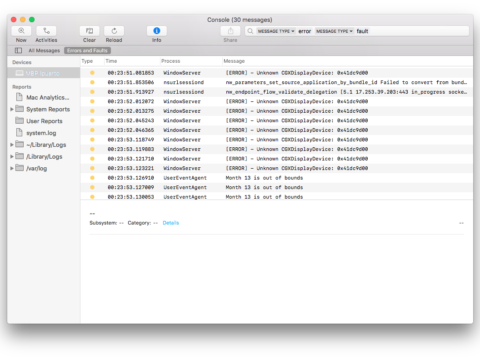 Console (30 messages)
MESSAGE TYPE error MESSAGE TYPE fault
Now Activities Clear Reload Info Share
All Messages Errors and Faults
Devices
Reports
Mac Analytics...
System Reports
User Reports
system.log
~/Library/Logs
/Library/Logs
/var/log
Type Time Process Message
00:23:51.081853 WindowServer [ERROR] - Unknown CGXDisplayDevice: 0x41dc9d00
00:23:51.853586 nsurlsessiond nw_parameters_set_source_application_by_bundle_id Failed to convert from bund...
00:23:51.913927 nsurlsessiond nw_endpoint_flow_validate_delegation [5.1 17.253.39.203:443 in_progress socke...
00:23:52.012072 WindowServer [ERROR] - Unknown CGXDisplayDevice: 0x41dc9d00
00:23:52.013275 WindowServer [ERROR] - Unknown CGXDisplayDevice: 0x41dc9d00
00:23:52.045243 WindowServer [ERROR] - Unknown CGXDisplayDevice: 0x41dc9d00
00:23:52.046365 WindowServer [ERROR] - Unknown CGXDisplayDevice: 0x41dc9d00
00:23:53.118749 WindowServer [ERROR] - Unknown CGXDisplayDevice: 0x41dc9d00
00:23:53.119883 WindowServer [ERROR] - Unknown CGXDisplayDevice: 0x41dc9d00
00:23:53.121710 WindowServer [ERROR] - Unknown CGXDisplayDevice: 0x41dc9d00
00:23:53.123221 WindowServer [ERROR] - Unknown CGXDisplayDevice: 0x41dc9d00
00:23:53.126910 UserEventAgent Month 13 is out of bounds
00:23:53.127009 UserEventAgent Month 13 is out of bounds
00:23:53.130053 UserEventAgent Month 13 is out of bounds
--
Subsystem: -- Category: -- Details --